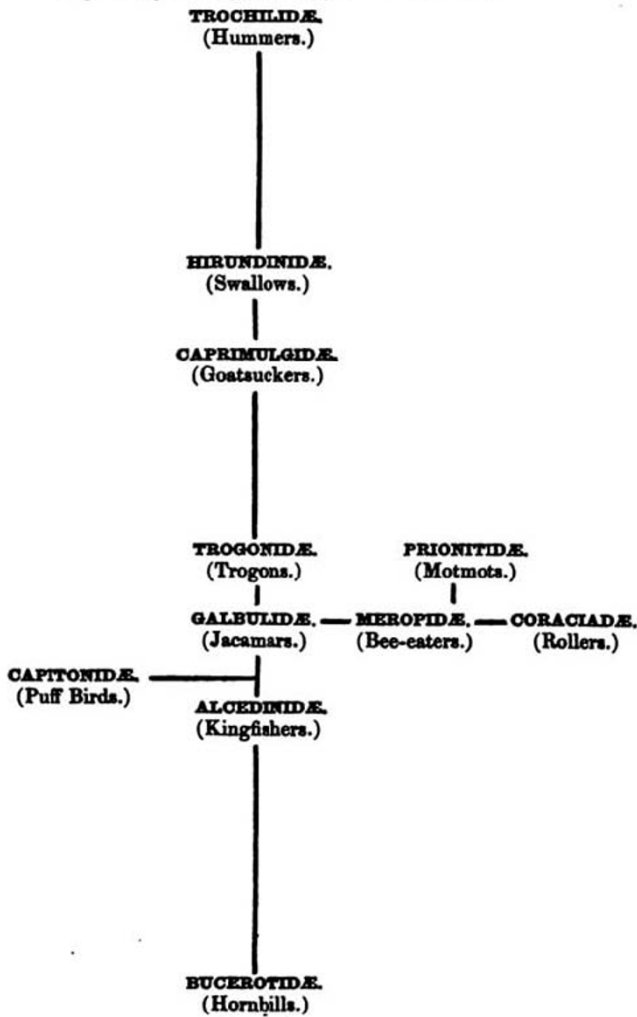 TROCHILIDÆ.
(Hummers.)
HIRUNDINIDÆ.
(Swallows.)
CAPRIMULGIDÆ.
(Goatsuckers.)
TROGONIDÆ. PRIONITIDÆ.
(Trogons.) (Motmots.)
GALBULIDÆ. MEROPIDÆ. CORACIADÆ.
(Jacamars.) (Bee-eaters.) (Rollers.)
CAPITONIDÆ.
(Puff Birds.)
ALCEDINIDÆ.
(Kingfishers.)
BUCEROTIDÆ.
(Hornbills.)